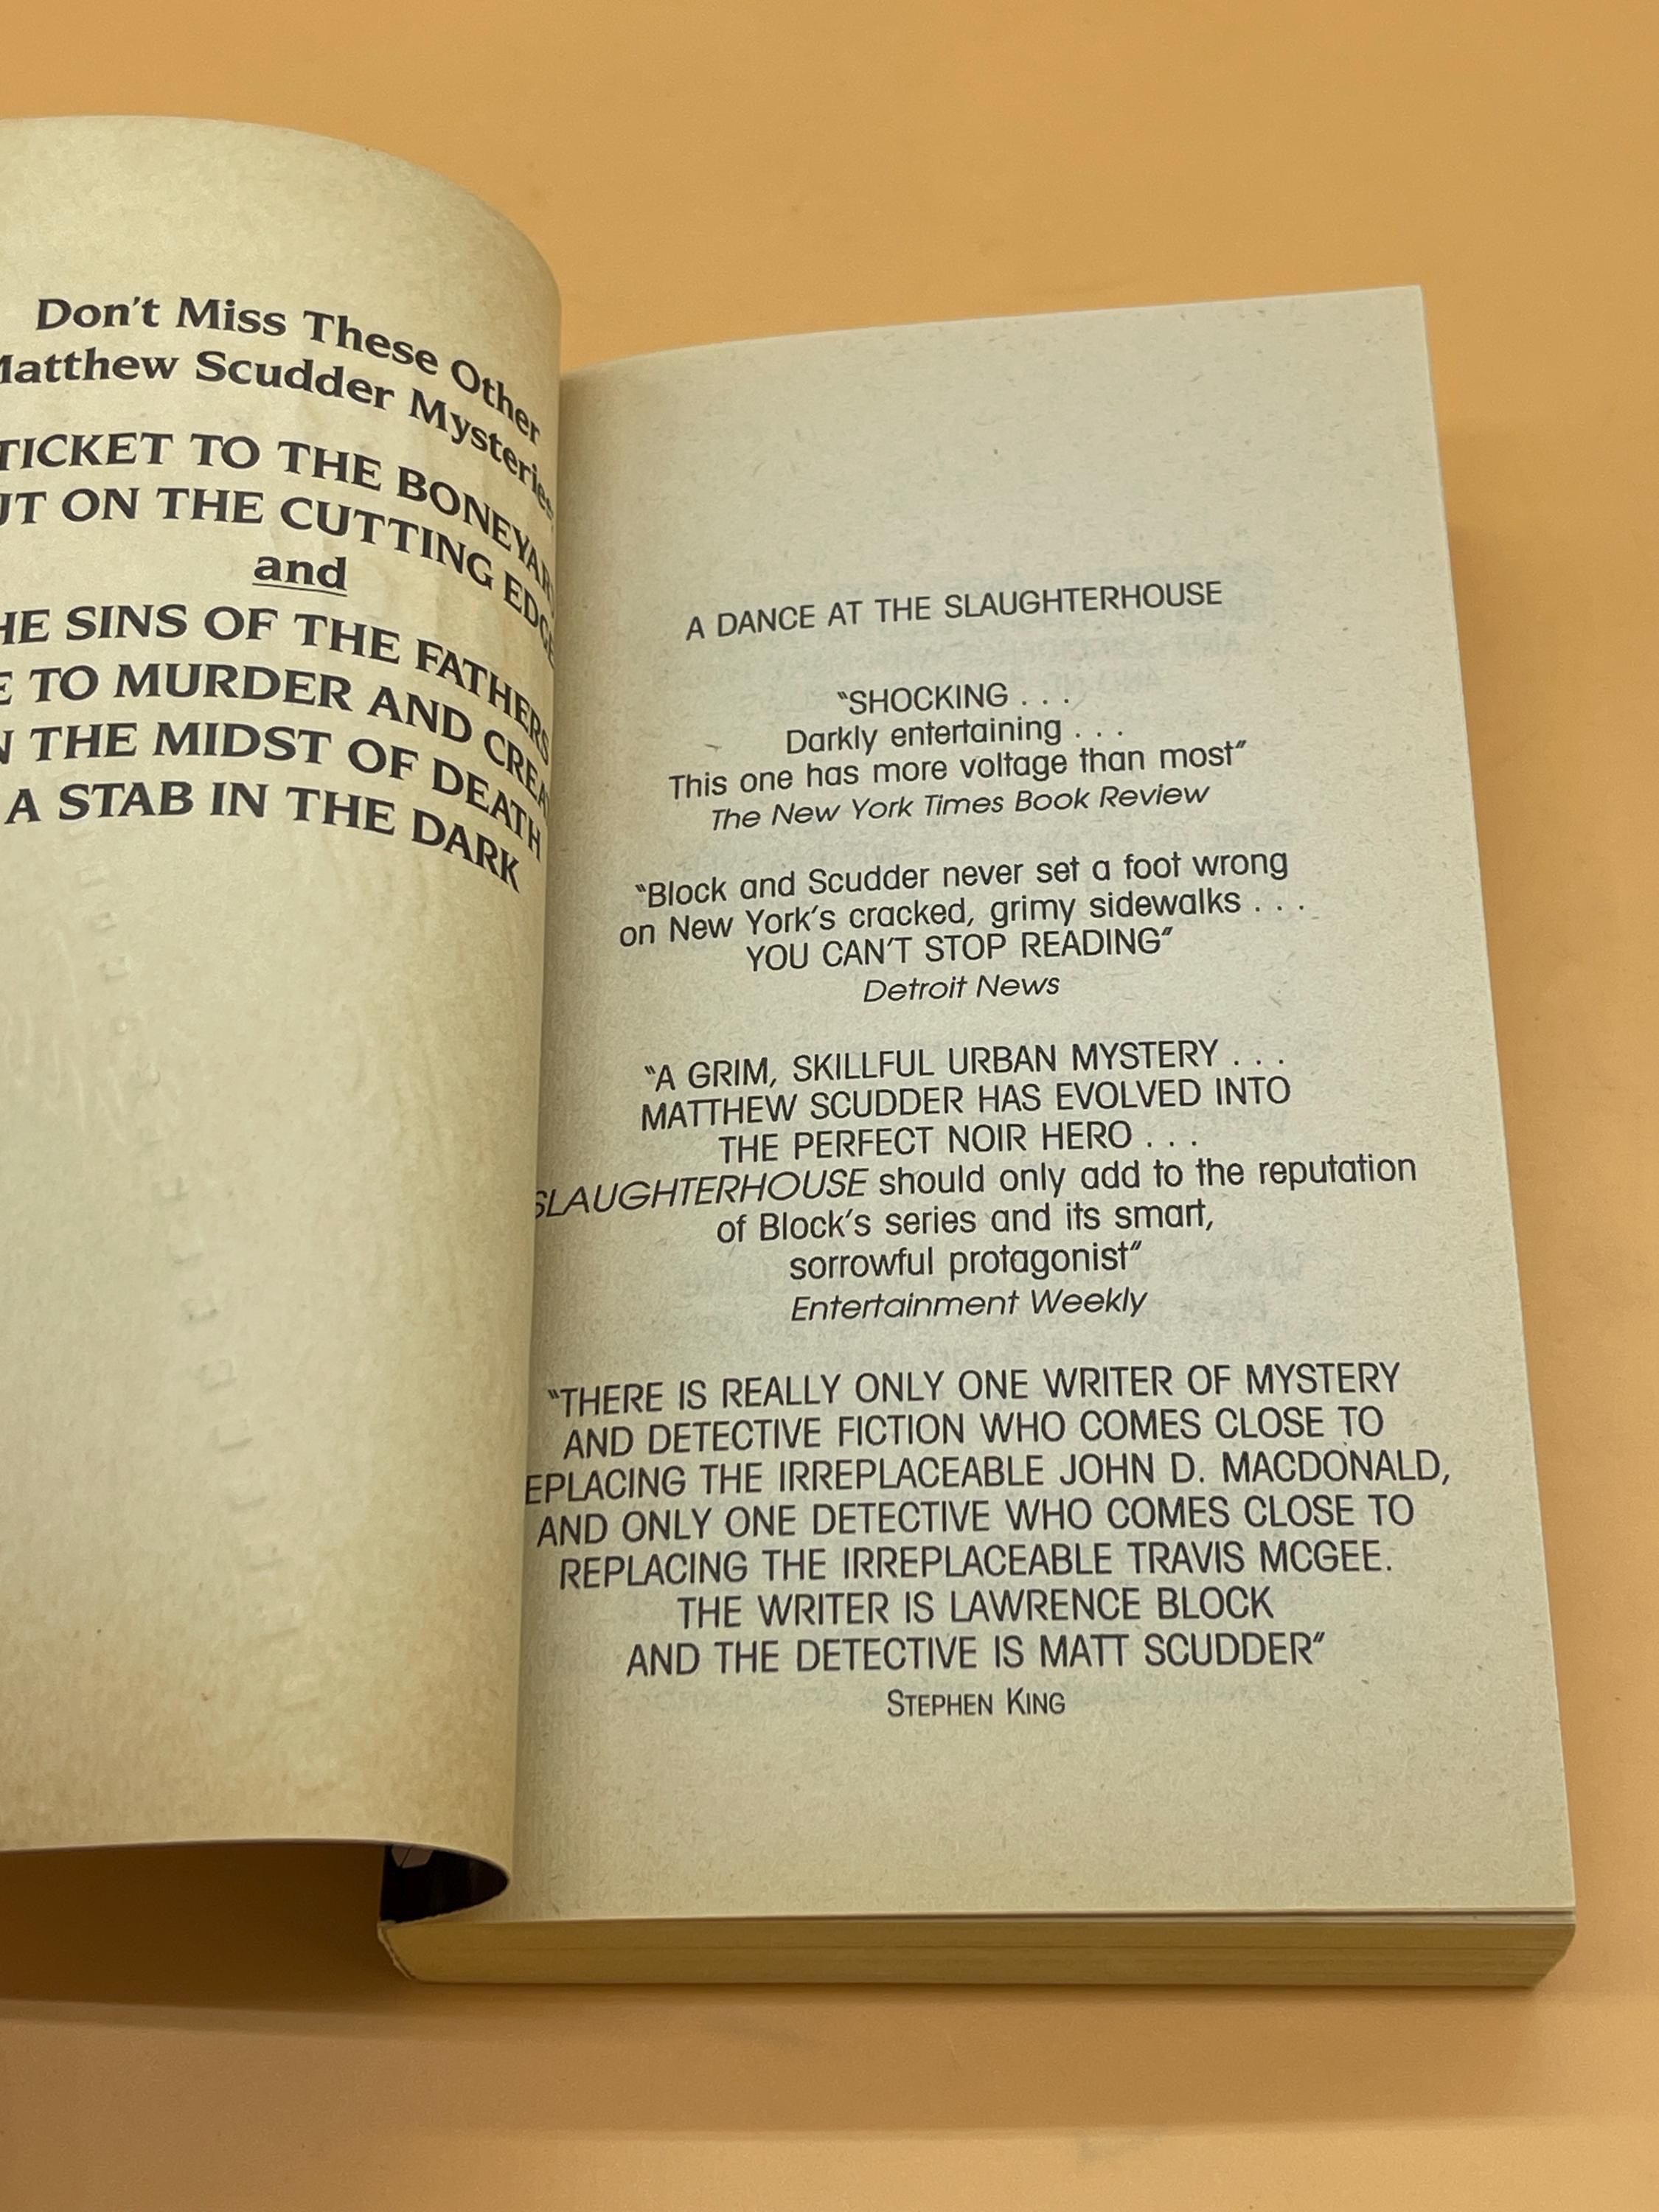 Don't Miss These Other
Matthew Scudder Mysteries
TICKET TO THE BONEYARD
UT ON THE CUTTING EDGE
and
HE SINS OF THE FATHERS
E TO MURDER AND CREA
N THE MIDST OF DEATH
A STAB IN THE DARK
A DANCE AT THE SLAUGHTERHOUSE
"SHOCKING . . .
Darkly entertaining . . .
This one has more voltage than most"
The New York Times Book Review
"Block and Scudder never set a foot wrong
on New York's cracked, grimy sidewalks . . .
YOU CAN'T STOP READING"
Detroit News
"A GRIM, SKILLFUL URBAN MYSTERY . . .
MATTHEW SCUDDER HAS EVOLVED INTO
THE PERFECT NOIR HERO . . .
SLAUGHTERHOUSE should only add to the reputation
of Block's series and its smart,
sorrowful protagonist"
Entertainment Weekly
"THERE IS REALLY ONLY ONE WRITER OF MYSTERY
AND DETECTIVE FICTION WHO COMES CLOSE TO
EPLACING THE IRREPLACEABLE JOHN D. MACDONALD,
AND ONLY ONE DETECTIVE WHO COMES CLOSE TO
REPLACING THE IRREPLACEABLE TRAVIS MCGEE.
THE WRITER IS LAWRENCE BLOCK
AND THE DETECTIVE IS MATT SCUDDER"
STEPHEN KING